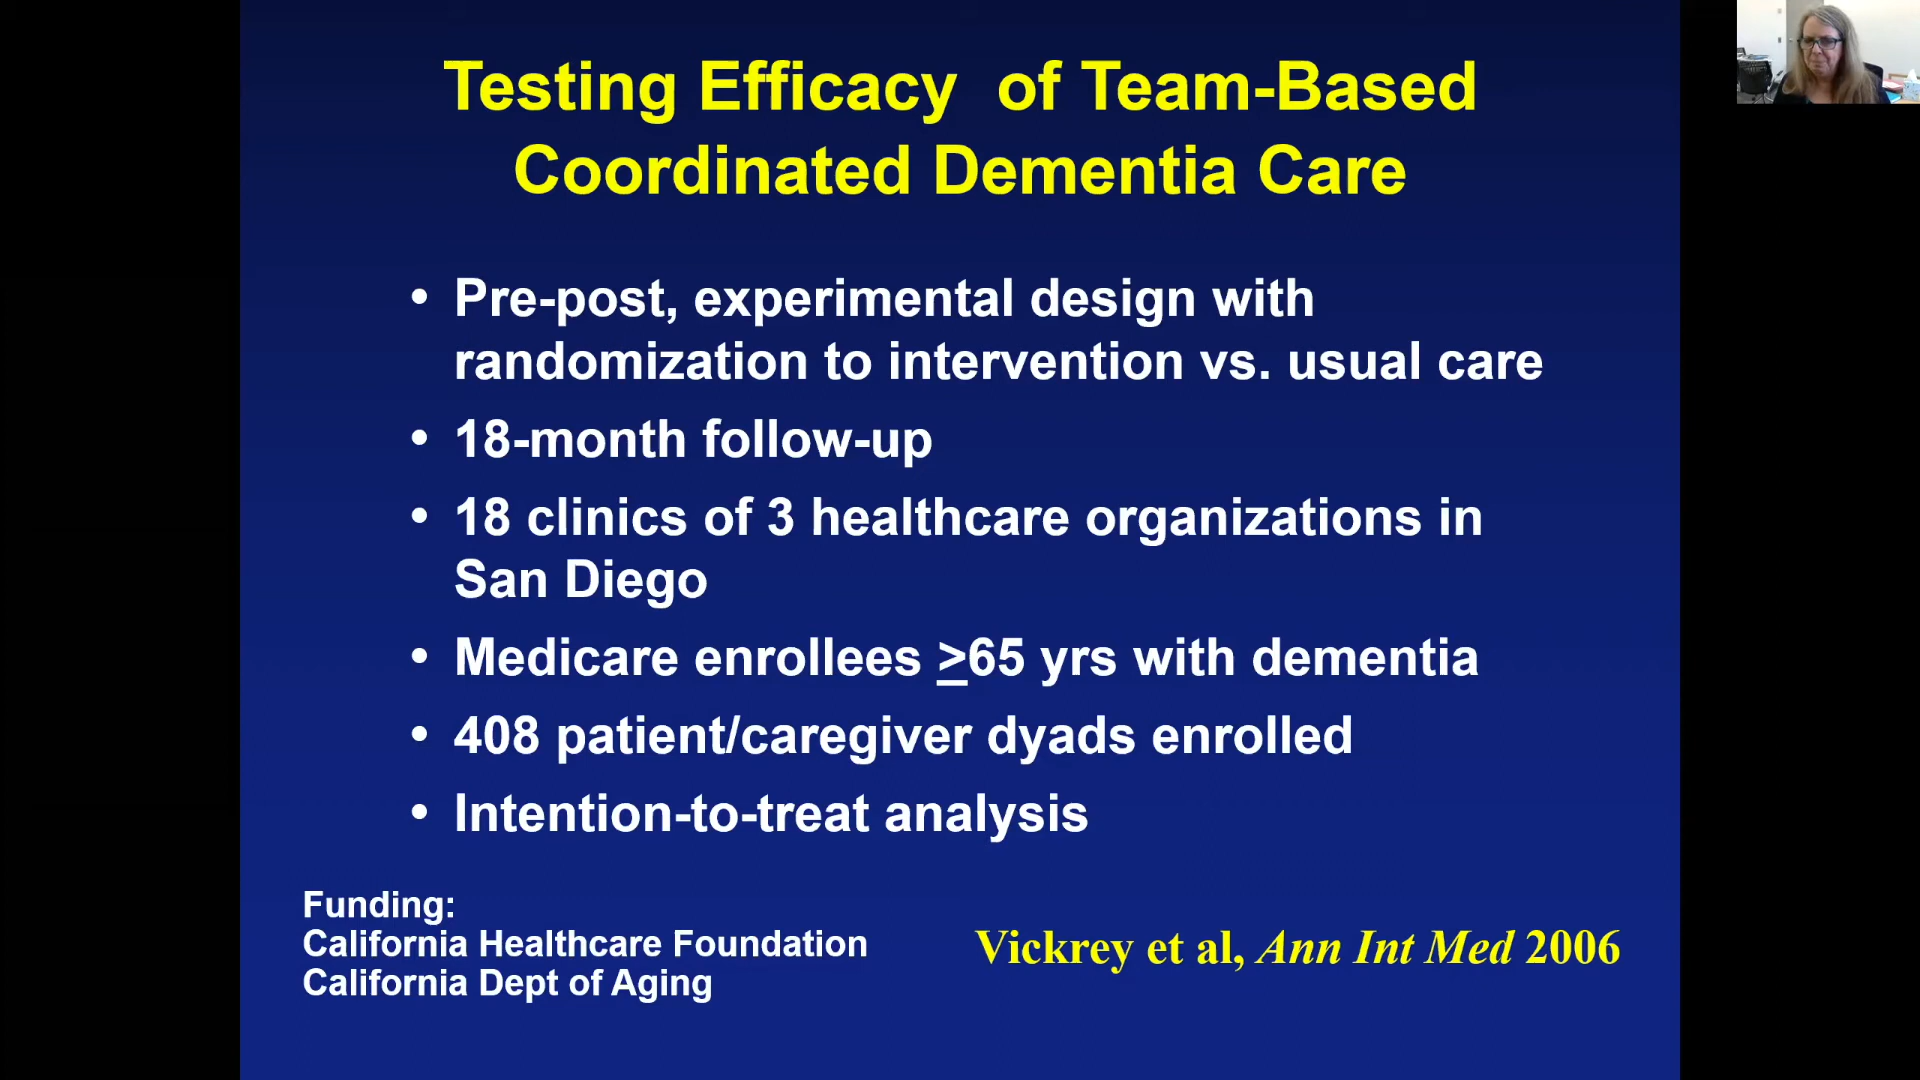 Testing Efficacy of Team-Based
Coordinated Dementia Care
• Pre-post, experimental design with
randomization to intervention vs. usual care
• 18-month follow-up
• 18 clinics of 3 healthcare organizations in
San Diego
• Medicare enrollees >65 yrs with dementia
• 408 patient/caregiver dyads enrolled
• Intention-to-treat analysis
Funding:
California Healthcare Foundation
California Dept of Aging
Vickrey et al, Ann Int Med 2006